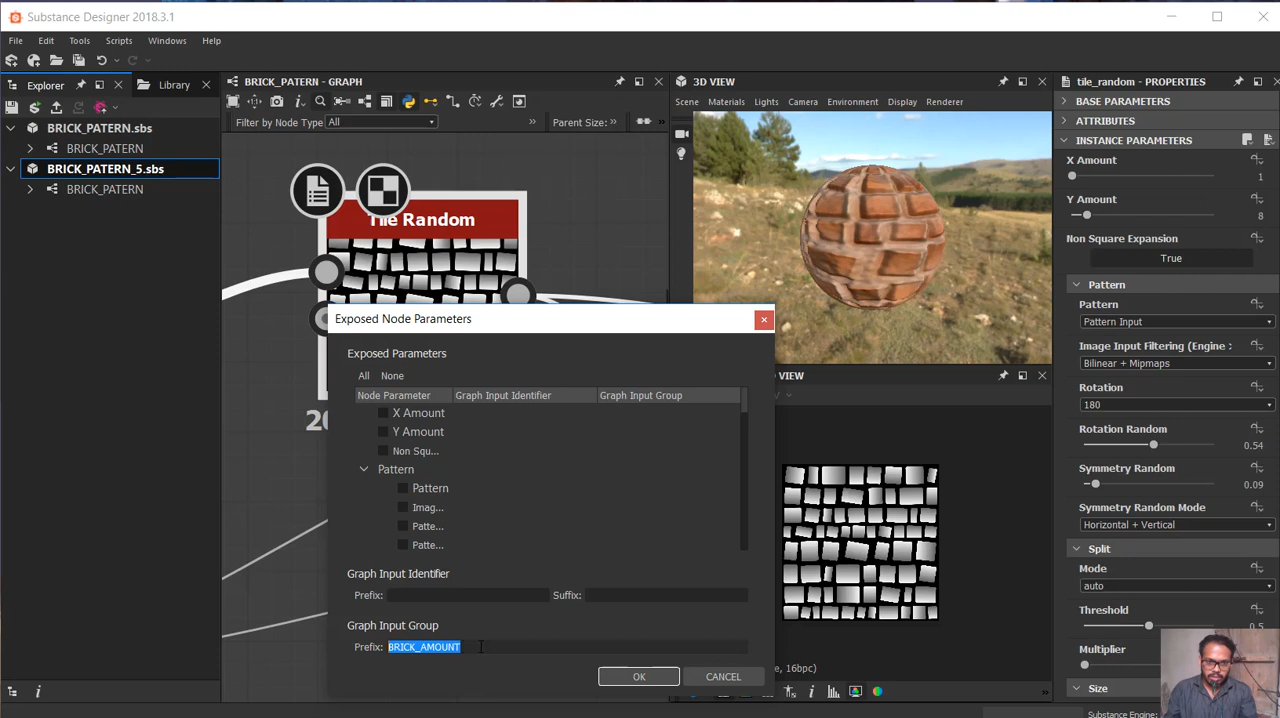 Substance Designer 2018.3.1
File Edit Tools Scripts Windows Help
Explorer
Library
BRICK_PATERN.sbs
BRICK_PATERN
BRICK_PATERN_5.sbs
BRICK_PATERN
BRICK_PATERN - GRAPH
Filter by Node Type All
Parent Size:
Tile Random
20
3D VIEW
Scene Materials Lights Camera Environment Display Renderer
VIEW
, 16bpc)
Exposed Node Parameters
Exposed Parameters
All None
Node Parameter Graph Input Identifier Graph Input Group
X Amount
Y Amount
Non Squ...
Pattern
Pattern
Imag...
Patte...
Patte...
Graph Input Identifier
Prefix: Suffix:
Graph Input Group
Prefix: BRICK_AMOUNT
OK CANCEL
tile_random - PROPERTIES
BASE PARAMETERS
ATTRIBUTES
INSTANCE PARAMETERS
X Amount
1
Y Amount
8
Non Square Expansion
True
Pattern
Pattern
Pattern Input
Image Input Filtering (Engine :
Bilinear + Mipmaps
Rotation
180
Rotation Random
0.54
Symmetry Random
0.09
Symmetry Random Mode
Horizontal + Vertical
Split
Mode
auto
Threshold
0.5
Multiplier
Size
Substance Engine: